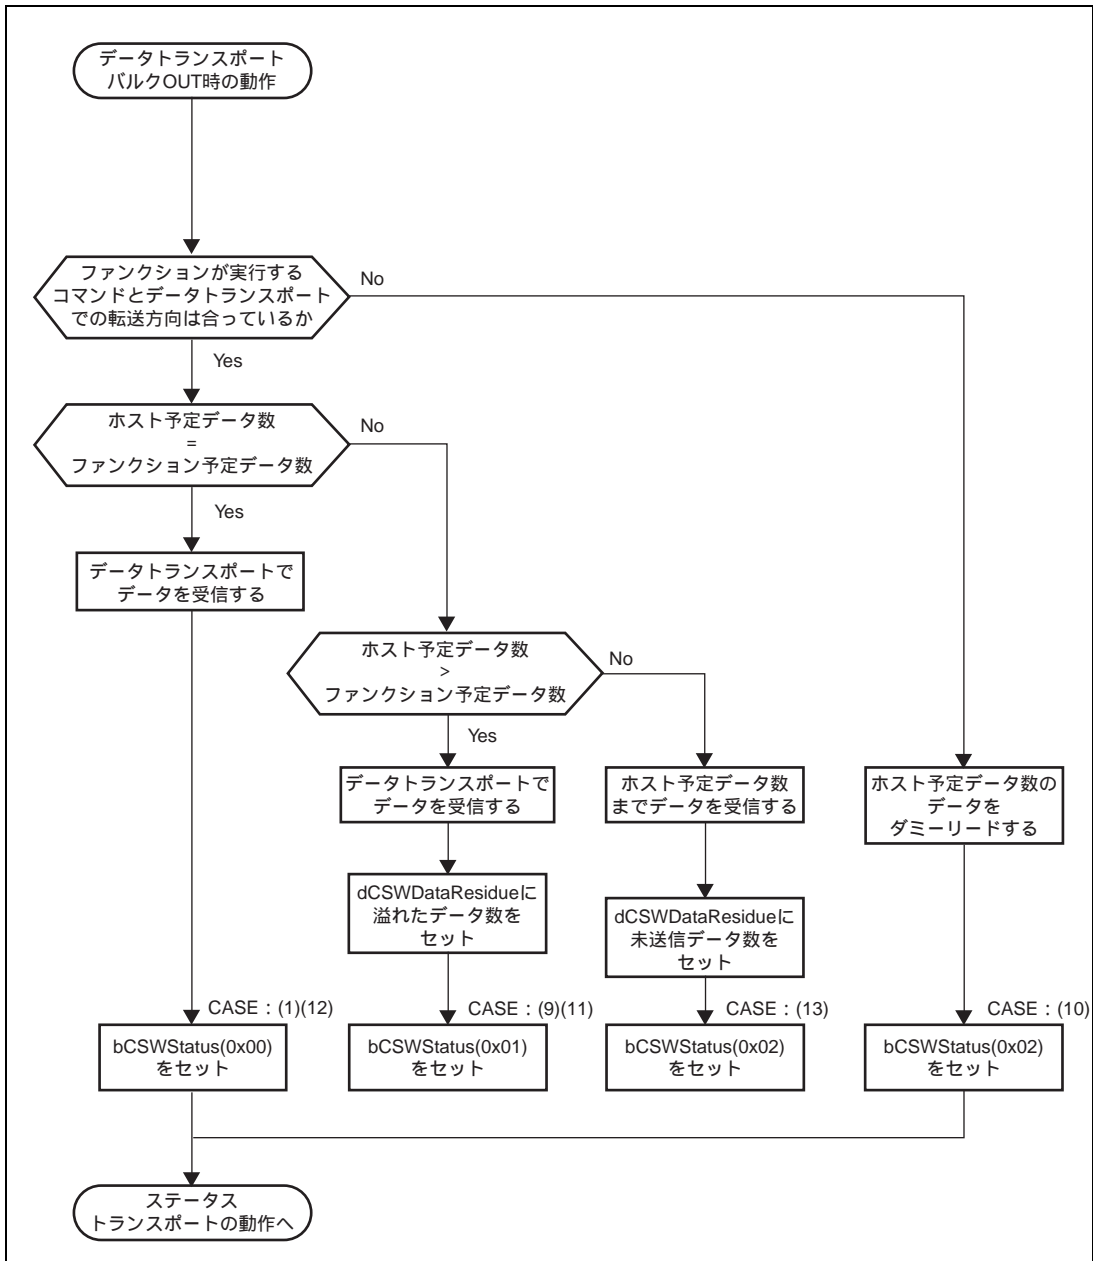 データトランスポート
バルクOUT時の動作
ファンクションが実行する
コマンドとデータトランスポート
での転送方向は合っているか
No
Yes
ホスト予定データ数
=
ファンクション予定データ数
No
Yes
データトランスポートで
データを受信する
ホスト予定データ数
>
ファンクション予定データ数
No
Yes
データトランスポートで
データを受信する
ホスト予定データ数
までデータを受信する
ホスト予定データ数の
データを
ダミーリードする
dCSWDataResidueに
溢れたデータ数を
セット
dCSWDataResidueに
未送信データ数を
セット
CASE：(1)(12)
CASE：(9)(11)
CASE：(13)
CASE：(10)
bCSWStatus(0x00)
をセット
bCSWStatus(0x01)
をセット
bCSWStatus(0x02)
をセット
bCSWStatus(0x02)
をセット
ステータス
トランスポートの動作へ